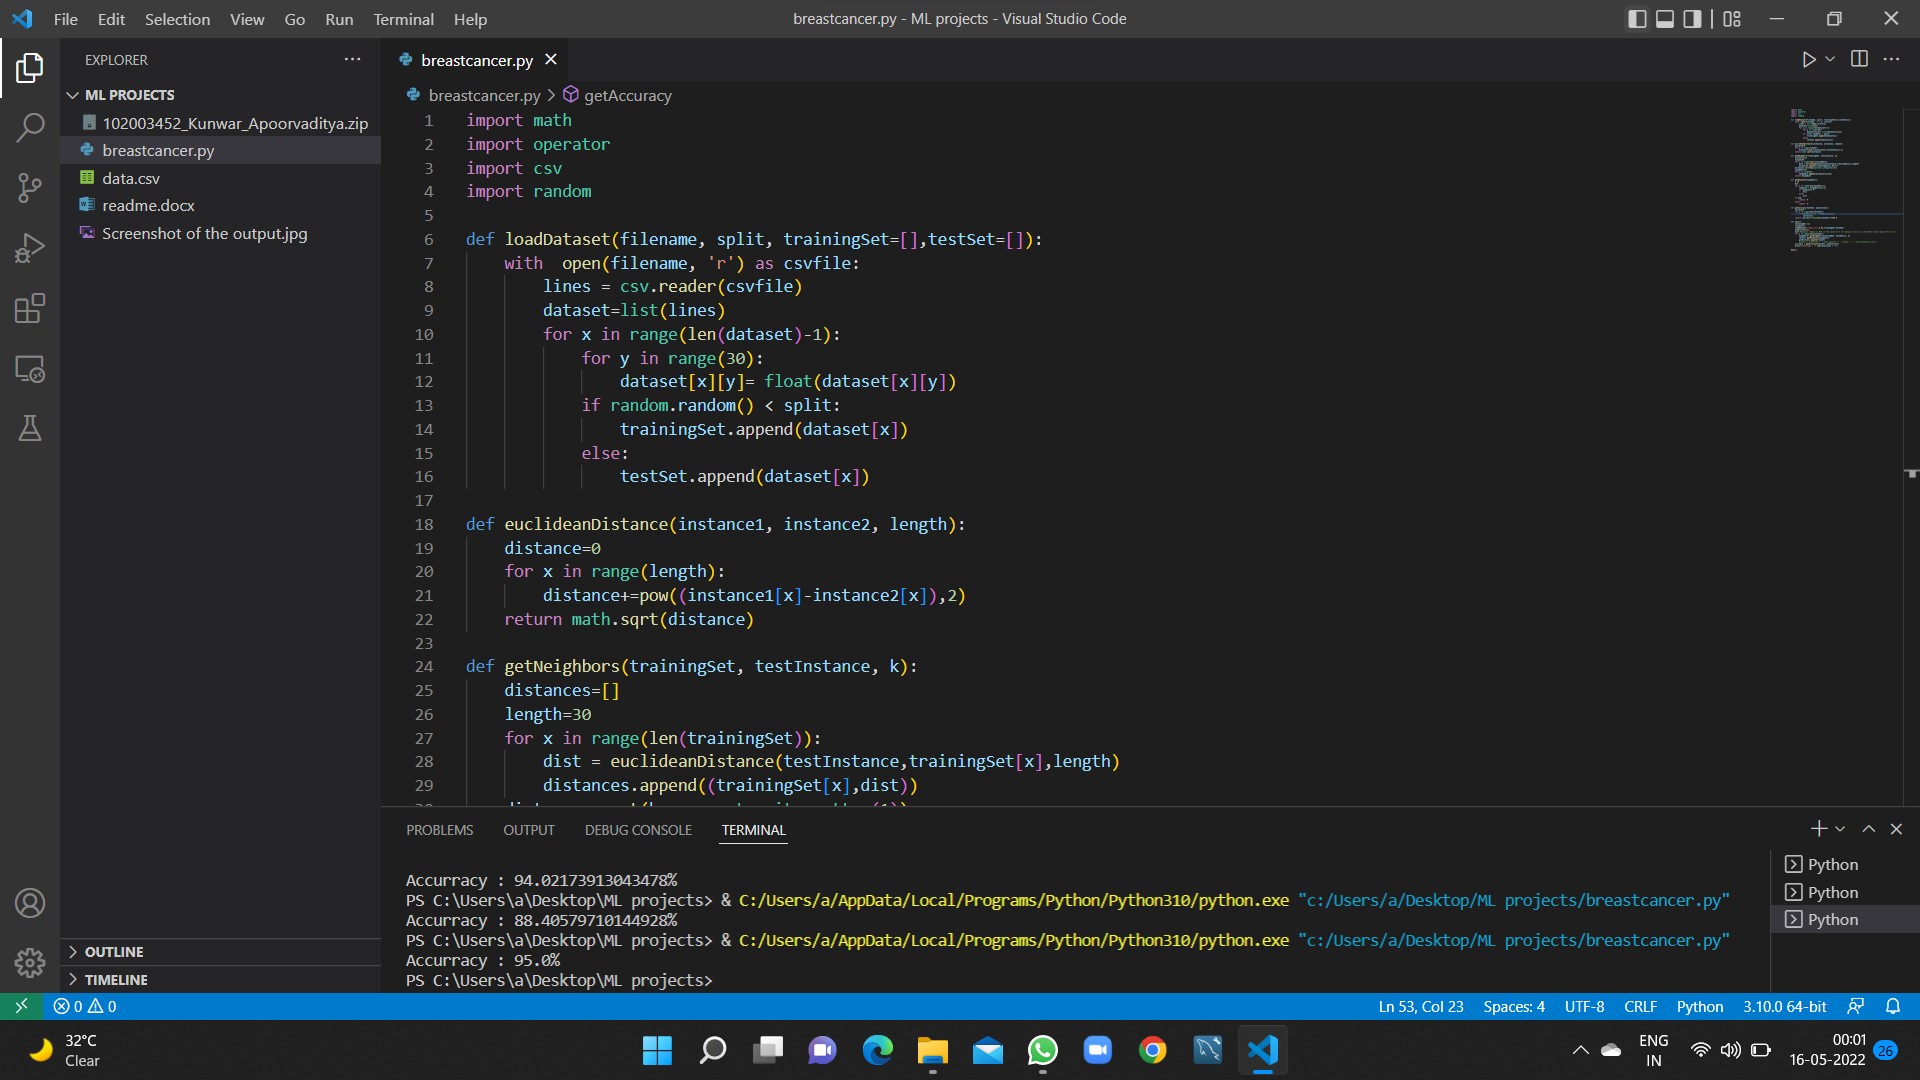 File Edit Selection View Go Run Terminal Help
breastcancer.py - ML projects - Visual Studio Code
EXPLORER
ML PROJECTS
102003452_Kunwar_Apoorvaditya.zip
breastcancer.py
data.csv
readme.docx
Screenshot of the output.jpg
OUTLINE
TIMELINE
breastcancer.py
breastcancer.py > getAccuracy
1 import math
2 import operator
3 import csv
4 import random
5
6 def loadDataset(filename, split, trainingSet=[],testSet=[]):
7     with  open(filename, 'r') as csvfile:
8         lines = csv.reader(csvfile)
9         dataset=list(lines)
10         for x in range(len(dataset)-1):
11             for y in range(30):
12                 dataset[x][y]= float(dataset[x][y])
13             if random.random() < split:
14                 trainingSet.append(dataset[x])
15             else:
16                 testSet.append(dataset[x])
17
18 def euclideanDistance(instance1, instance2, length):
19     distance=0
20     for x in range(length):
21         distance+=pow((instance1[x]-instance2[x]),2)
22     return math.sqrt(distance)
23
24 def getNeighbors(trainingSet, testInstance, k):
25     distances=[]
26     length=30
27     for x in range(len(trainingSet)):
28         dist = euclideanDistance(testInstance,trainingSet[x],length)
29         distances.append((trainingSet[x],dist))
PROBLEMS OUTPUT DEBUG CONSOLE TERMINAL
Accurracy : 94.02173913043478%
PS C:\Users\a\Desktop\ML projects> & C:/Users/a/AppData/Local/Programs/Python/Python310/python.exe "c:/Users/a/Desktop/ML projects/breastcancer.py"
Accurracy : 88.40579710144928%
PS C:\Users\a\Desktop\ML projects> & C:/Users/a/AppData/Local/Programs/Python/Python310/python.exe "c:/Users/a/Desktop/ML projects/breastcancer.py"
Accurracy : 95.0%
PS C:\Users\a\Desktop\ML projects>
Python
Python
Python
0 0
Ln 53, Col 23 Spaces: 4 UTF-8 CRLF Python 3.10.0 64-bit
32°C
Clear
ENG
IN
00:01
16-05-2022
26